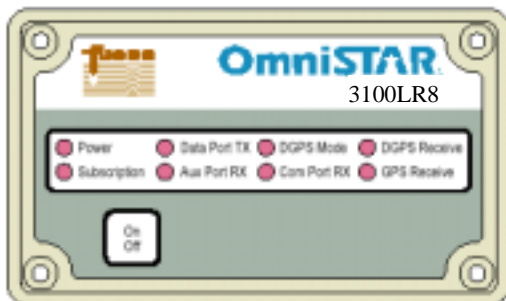 fugro
OmniSTAR
3100LR8
Power Data Port TX DGPS Mode DGPS Receive
Subscription Aux Port RX Com Port RX GPS Receive
On
Off